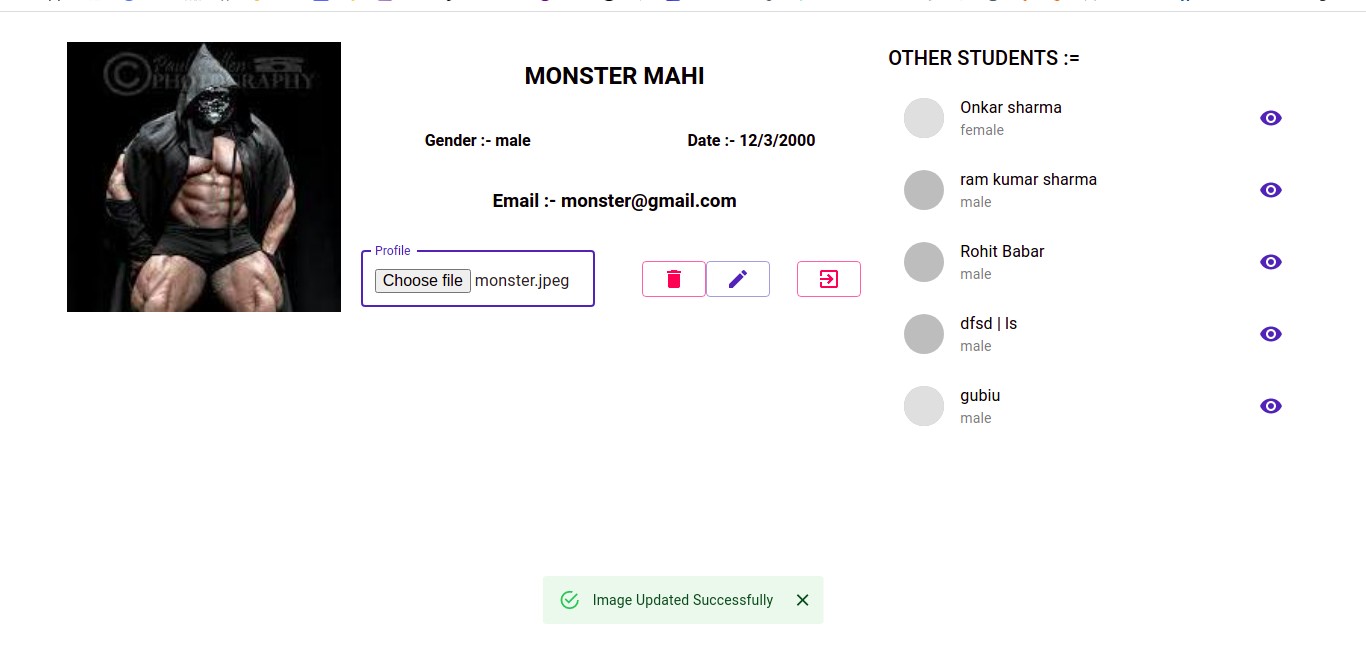 PHOTOGRAPHY
MONSTER MAHI
Gender :- male
Date :- 12/3/2000
Email :- monster@gmail.com
Profile
Choose file monster.jpeg
OTHER STUDENTS :=
Onkar sharma
female
ram kumar sharma
male
Rohit Babar
male
dfsd | ls
male
gubiu
male
Image Updated Successfully